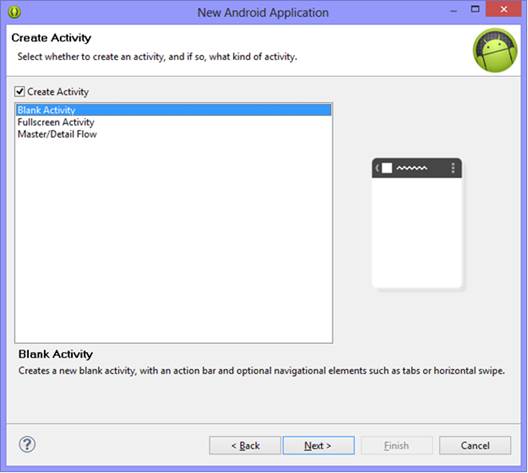 New Android Application
Create Activity
Select whether to create an activity, and if so, what kind of activity.
Create Activity
Blank Activity
Fullscreen Activity
Master/Detail Flow
Blank Activity
Creates a new blank activity, with an action bar and optional navigational elements such as tabs or horizontal swipe.
?
< Back
Next >
Finish
Cancel